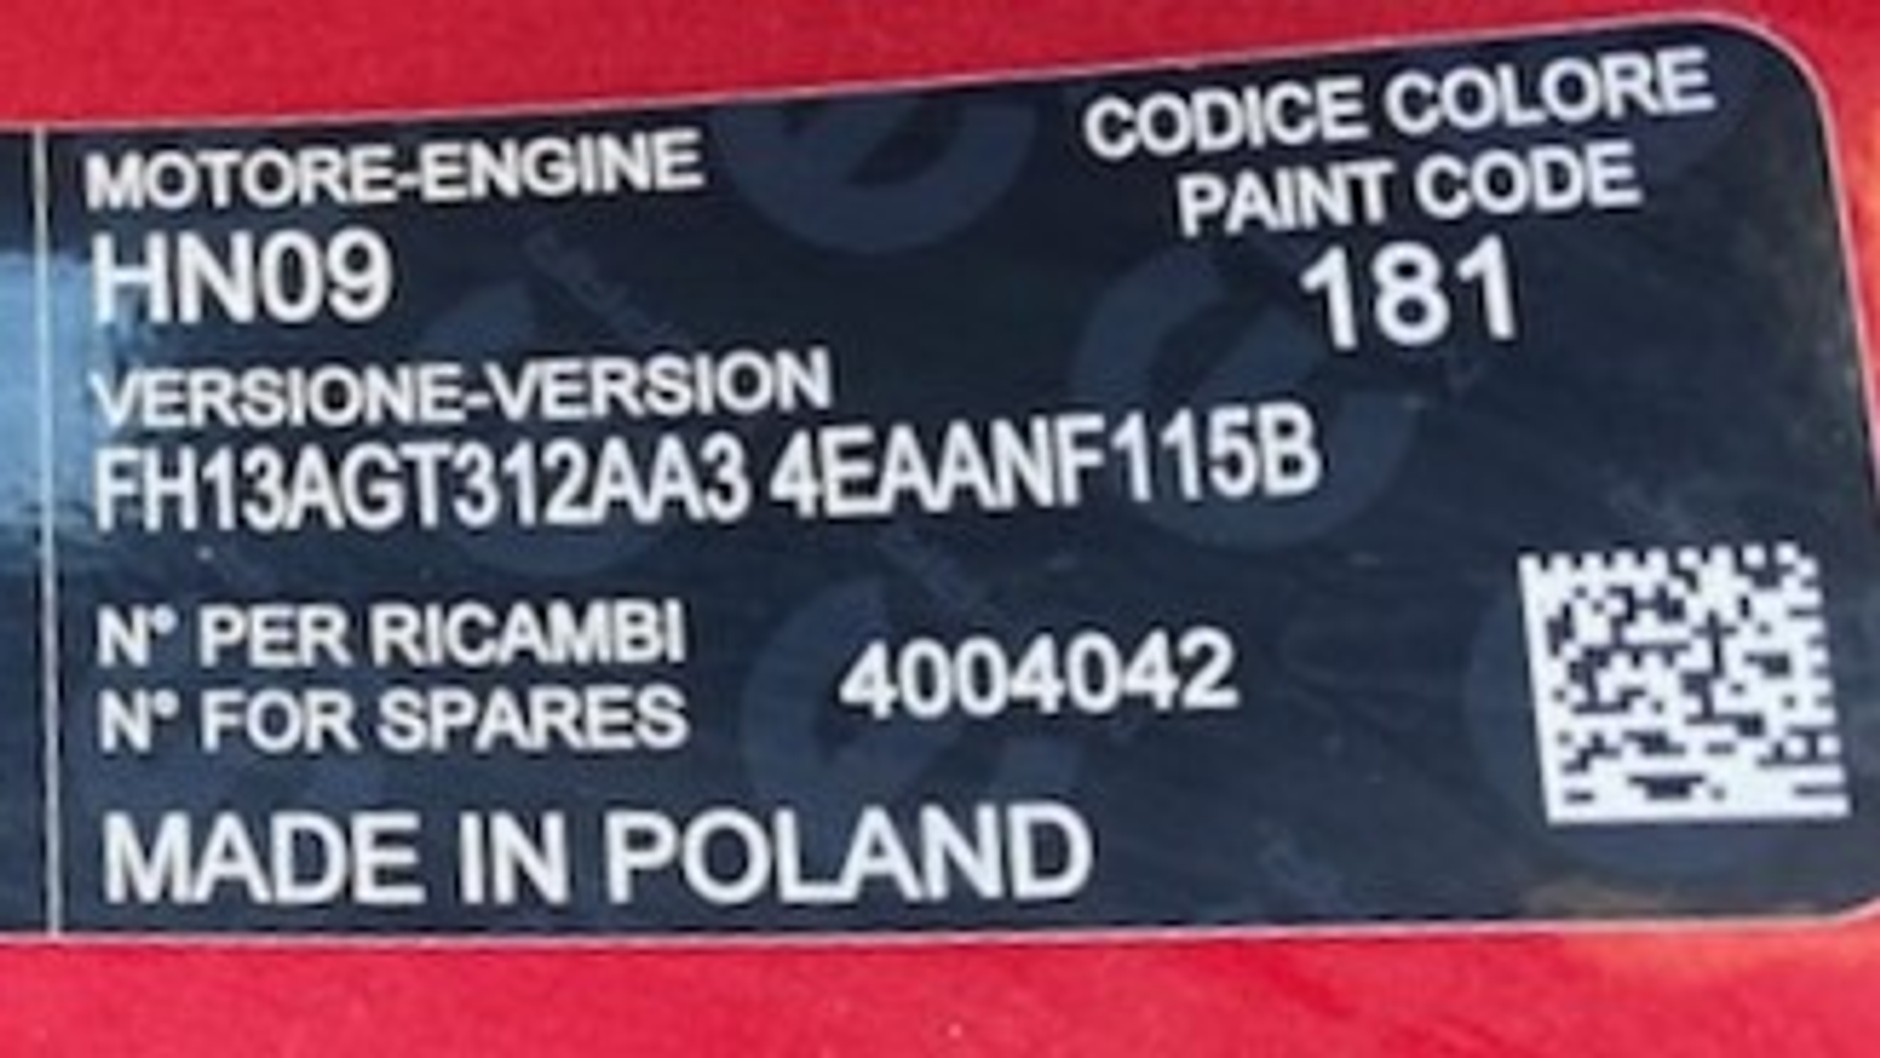 MOTORE-ENGINE
HN09
VERSIONE-VERSION
FH13AGT312AA3 4EAANF115B
N° PER RICAMBI
N° FOR SPARES
4004042
MADE IN POLAND
CODICE COLORE
PAINT CODE
181